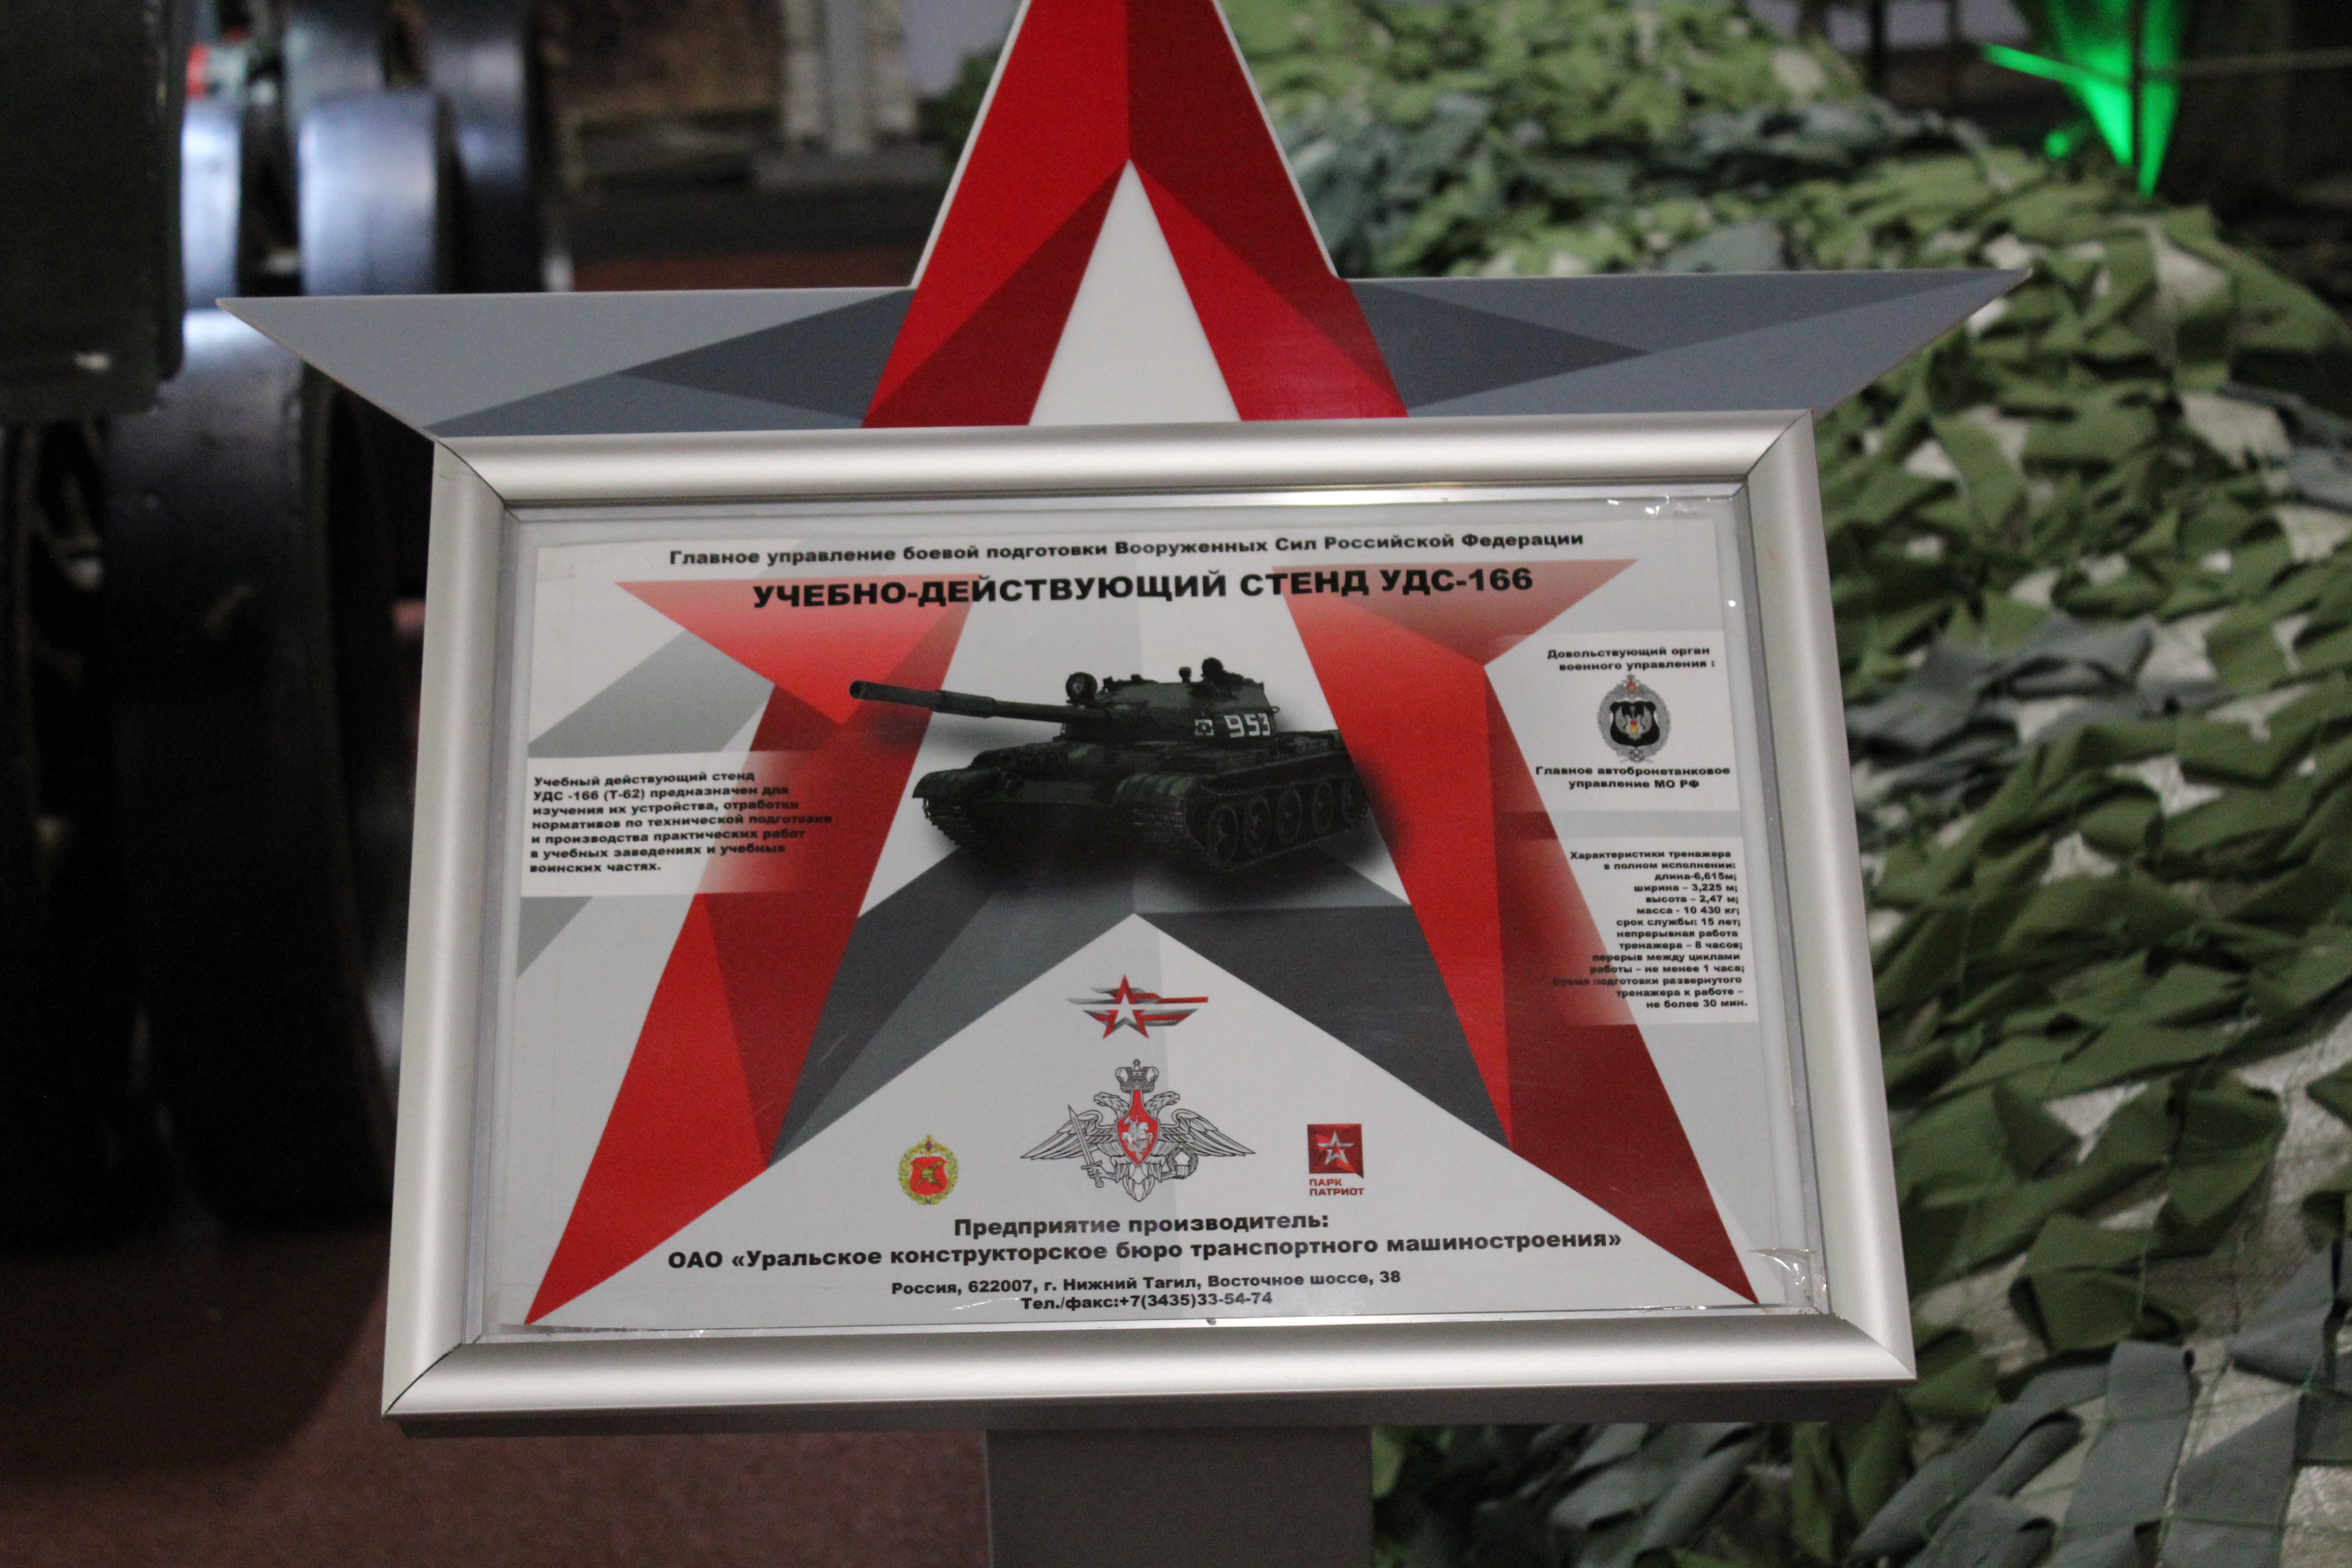 Главное управление боевой подготовки Вооруженных Сил Российской Федерации
УЧЕБНО-ДЕЙСТВУЮЩИЙ СТЕНД УДС-166
953
Учебный действующий стенд
УДС -166 (Т-62) предназначен для
изучения их устройства, отработки
нормативов по технической подготовке
и производства практических работ
в учебных заведениях и учебных
воинских частях.
Довольствующий орган
военного управления :
Главное автобронетанковое
управление МО РФ
Характеристики тренажера
в полном исполнении:
длина-6,615м;
ширина – 3,225 м;
высота – 2,47 м;
масса - 10 430 кг;
срок службы: 15 лет;
непрерывная работа
тренажера – 8 часов;
перерыв между циклами
работы – не менее 1 часа;
Время подготовки развернутого
тренажера к работе –
не более 30 мин.
ПАРК
ПАТРИОТ
Предприятие производитель:
ОАО «Уральское конструкторское бюро транспортного машиностроения»
Россия, 622007, г. Нижний Тагил, Восточное шоссе, 38
Тел./факс:+7(3435)33-54-74